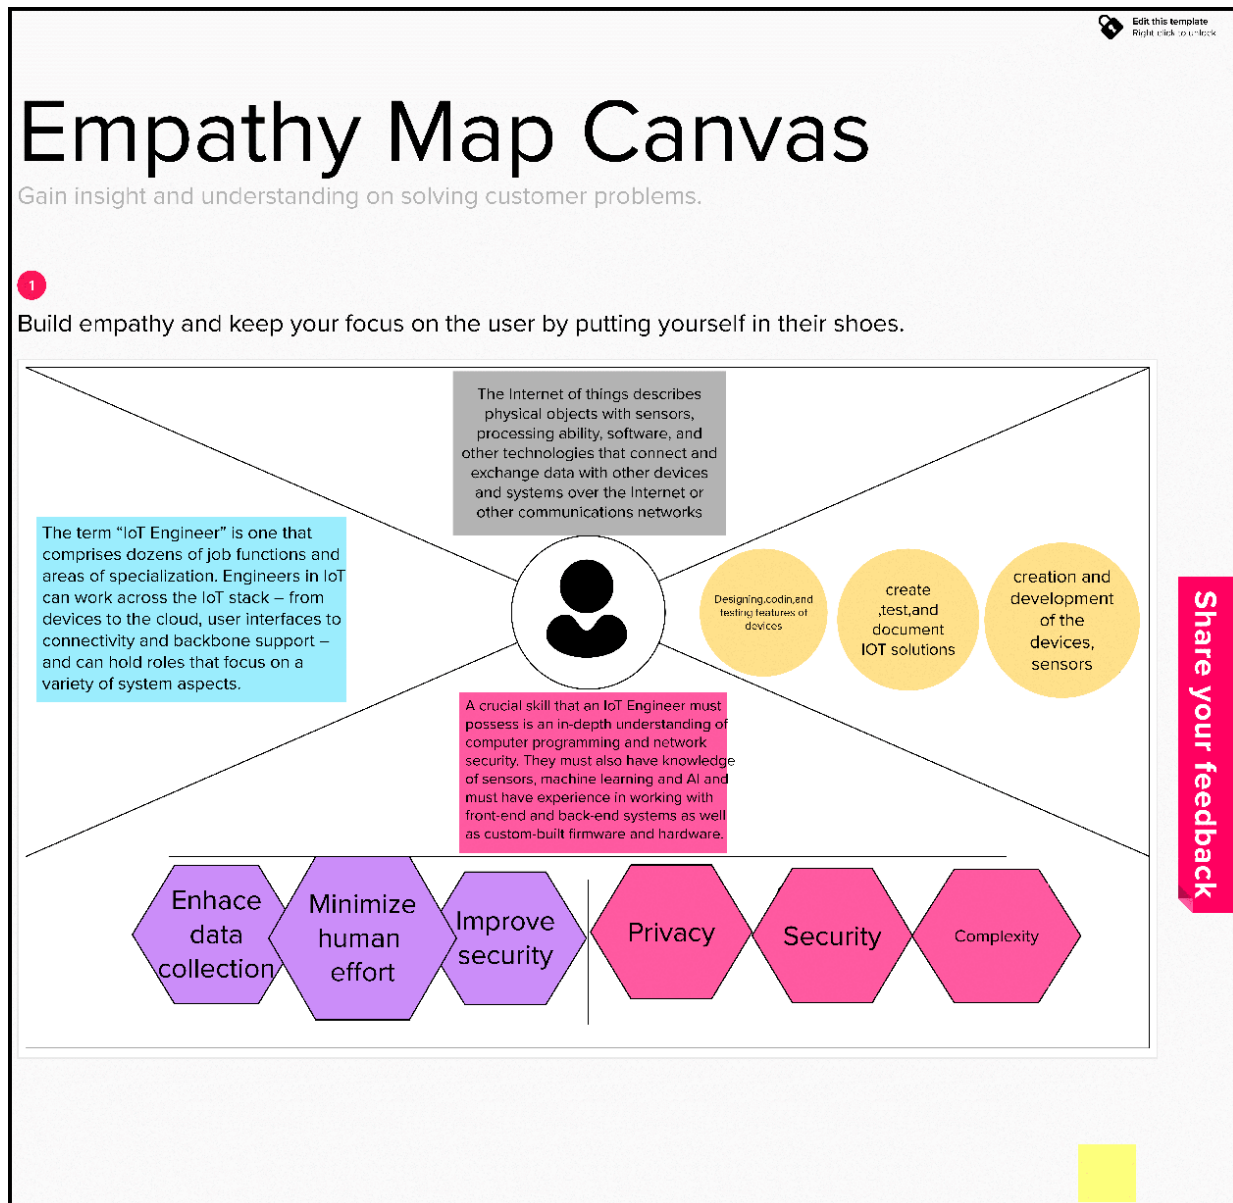 Edit this template
Right click to unlock
Empathy Map Canvas
Gain insight and understanding on solving customer problems.
1
Build empathy and keep your focus on the user by putting yourself in their shoes.
The Internet of things describes
physical objects with sensors,
processing ability, software, and
other technologies that connect and
exchange data with other devices
and systems over the Internet or
other communications networks
The term “IoT Engineer” is one that
comprises dozens of job functions and
areas of specialization. Engineers in IoT
can work across the IoT stack – from
devices to the cloud, user interfaces to
connectivity and backbone support –
and can hold roles that focus on a
variety of system aspects.
Designing,codin,and
testing features of
devices
create
,test,and
document
IOT solutions
creation and
development
of the
devices,
sensors
A crucial skill that an IoT Engineer must
possess is an in-depth understanding of
computer programming and network
security. They must also have knowledge
of sensors, machine learning and AI and
must have experience in working with
front-end and back-end systems as well
as custom-built firmware and hardware.
Enhace
data
collection
Minimize
human
effort
Improve
security
Privacy
Security
Complexity
Share your feedback